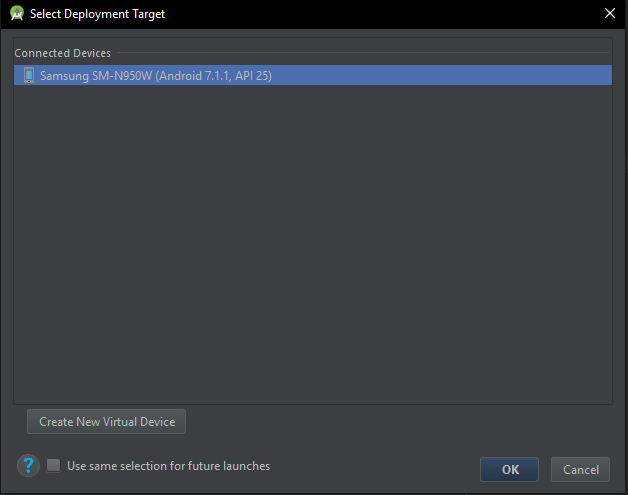 Select Deployment Target
Connected Devices
Samsung SM-N950W (Android 7.1.1, API 25)
Create New Virtual Device
? Use same selection for future launches
OK Cancel